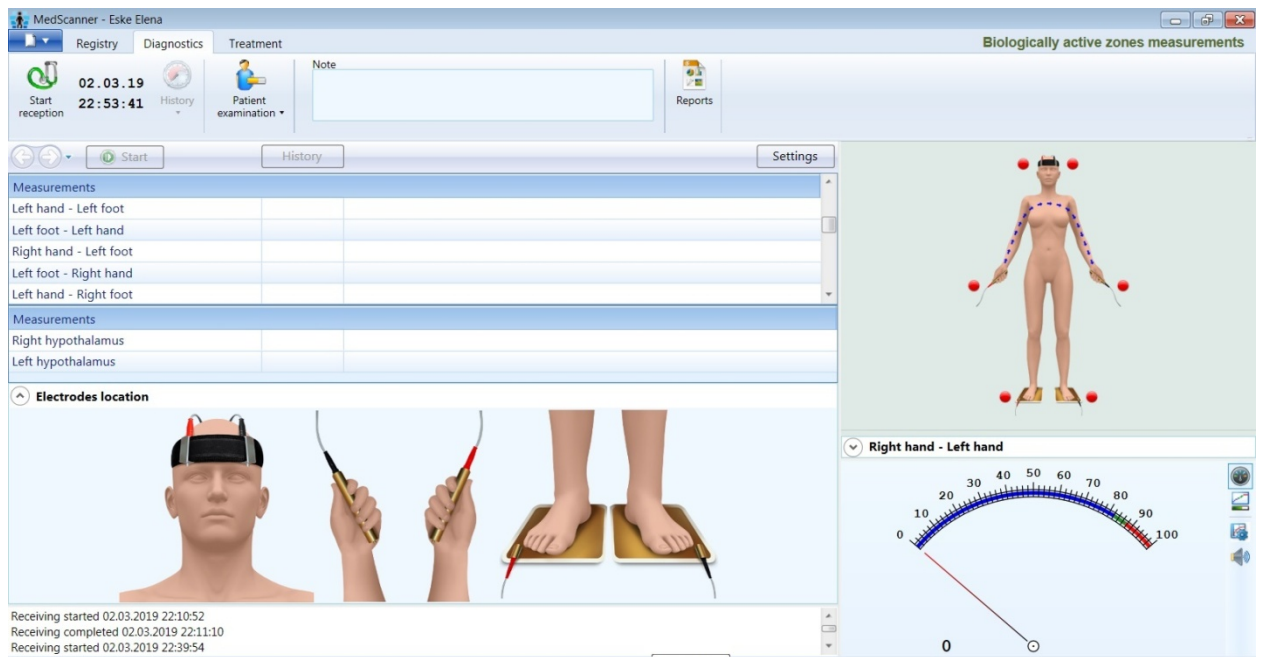 MedScanner - Eske Elena
Registry Diagnostics Treatment
Biologically active zones measurements
Start reception
02.03.19
22:53:41
History
Patient examination
Note
Reports
Start
History
Settings
Measurements
Left hand - Left foot
Left foot - Left hand
Right hand - Left foot
Left foot - Right hand
Left hand - Right foot
Measurements
Right hypothalamus
Left hypothalamus
Electrodes location
Receiving started 02.03.2019 22:10:52
Receiving completed 02.03.2019 22:11:10
Receiving started 02.03.2019 22:39:54
Right hand - Left hand
0 10 20 30 40 50 60 70 80 90 100
0